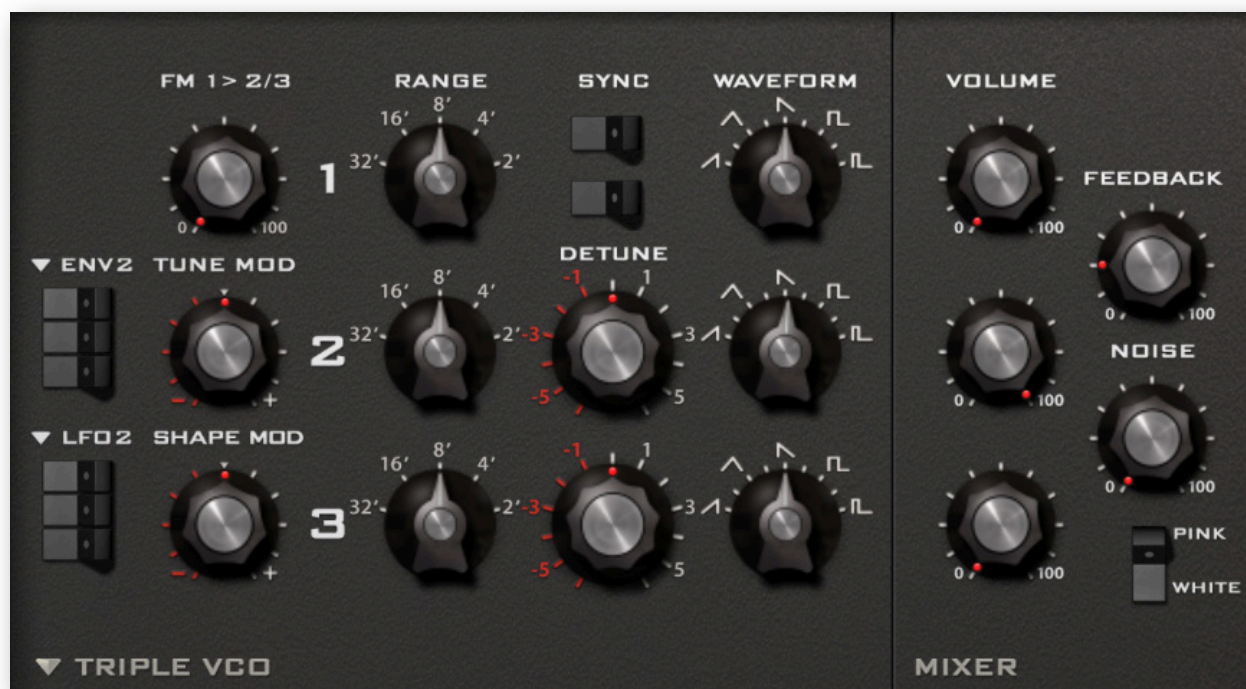 FM 1> 2/3 RANGE SYNC WAVEFORM VOLUME
8'
16' 4'
1 32' 2'
FEEDBACK
0 100 0 100
DETUNE
ENV2 TUNE MOD
8' -1 1
16' 4'
0 100
2 32' 2' -3 3
NOISE
-5 5
- + 0 100
LFO2 SHAPE MOD
8' -1 1
16' 4'
0 100
3 32' 2' -3 3
PINK
-5 5
- + 0 100
WHITE
TRIPLE VCO MIXER